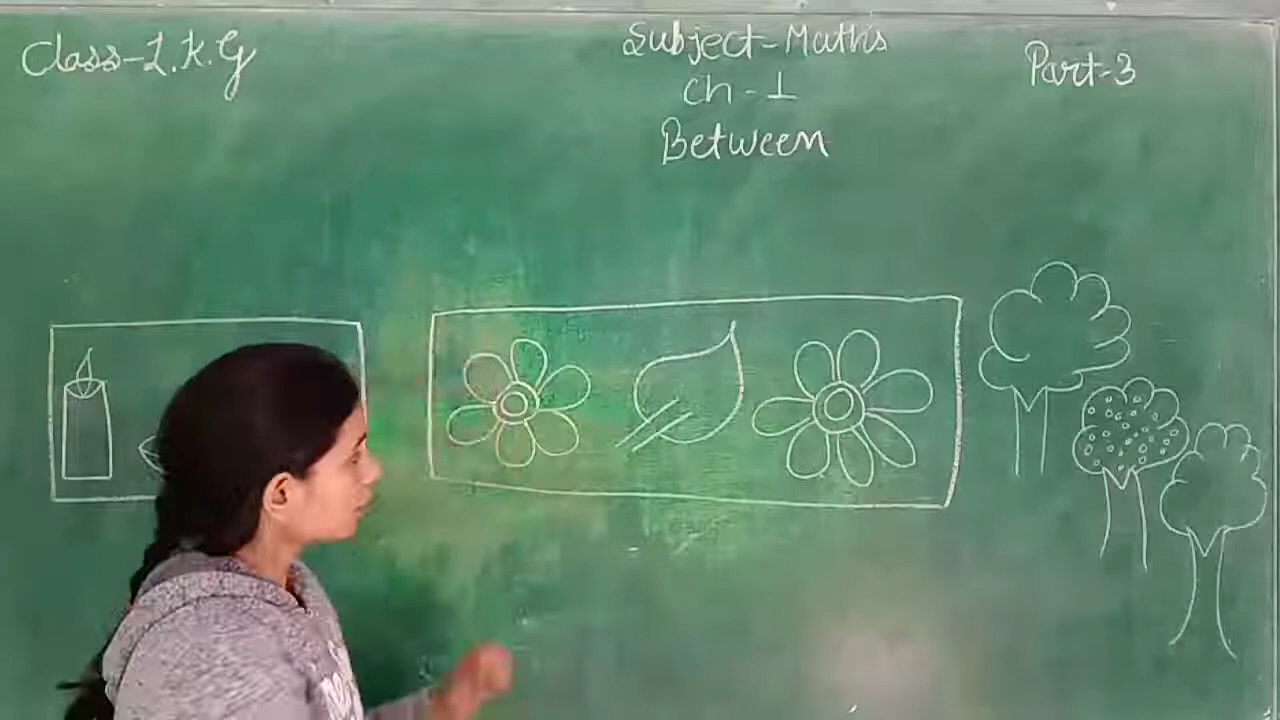 Class-L.K.G
Subject-Maths
Ch-1
Between
Part-3